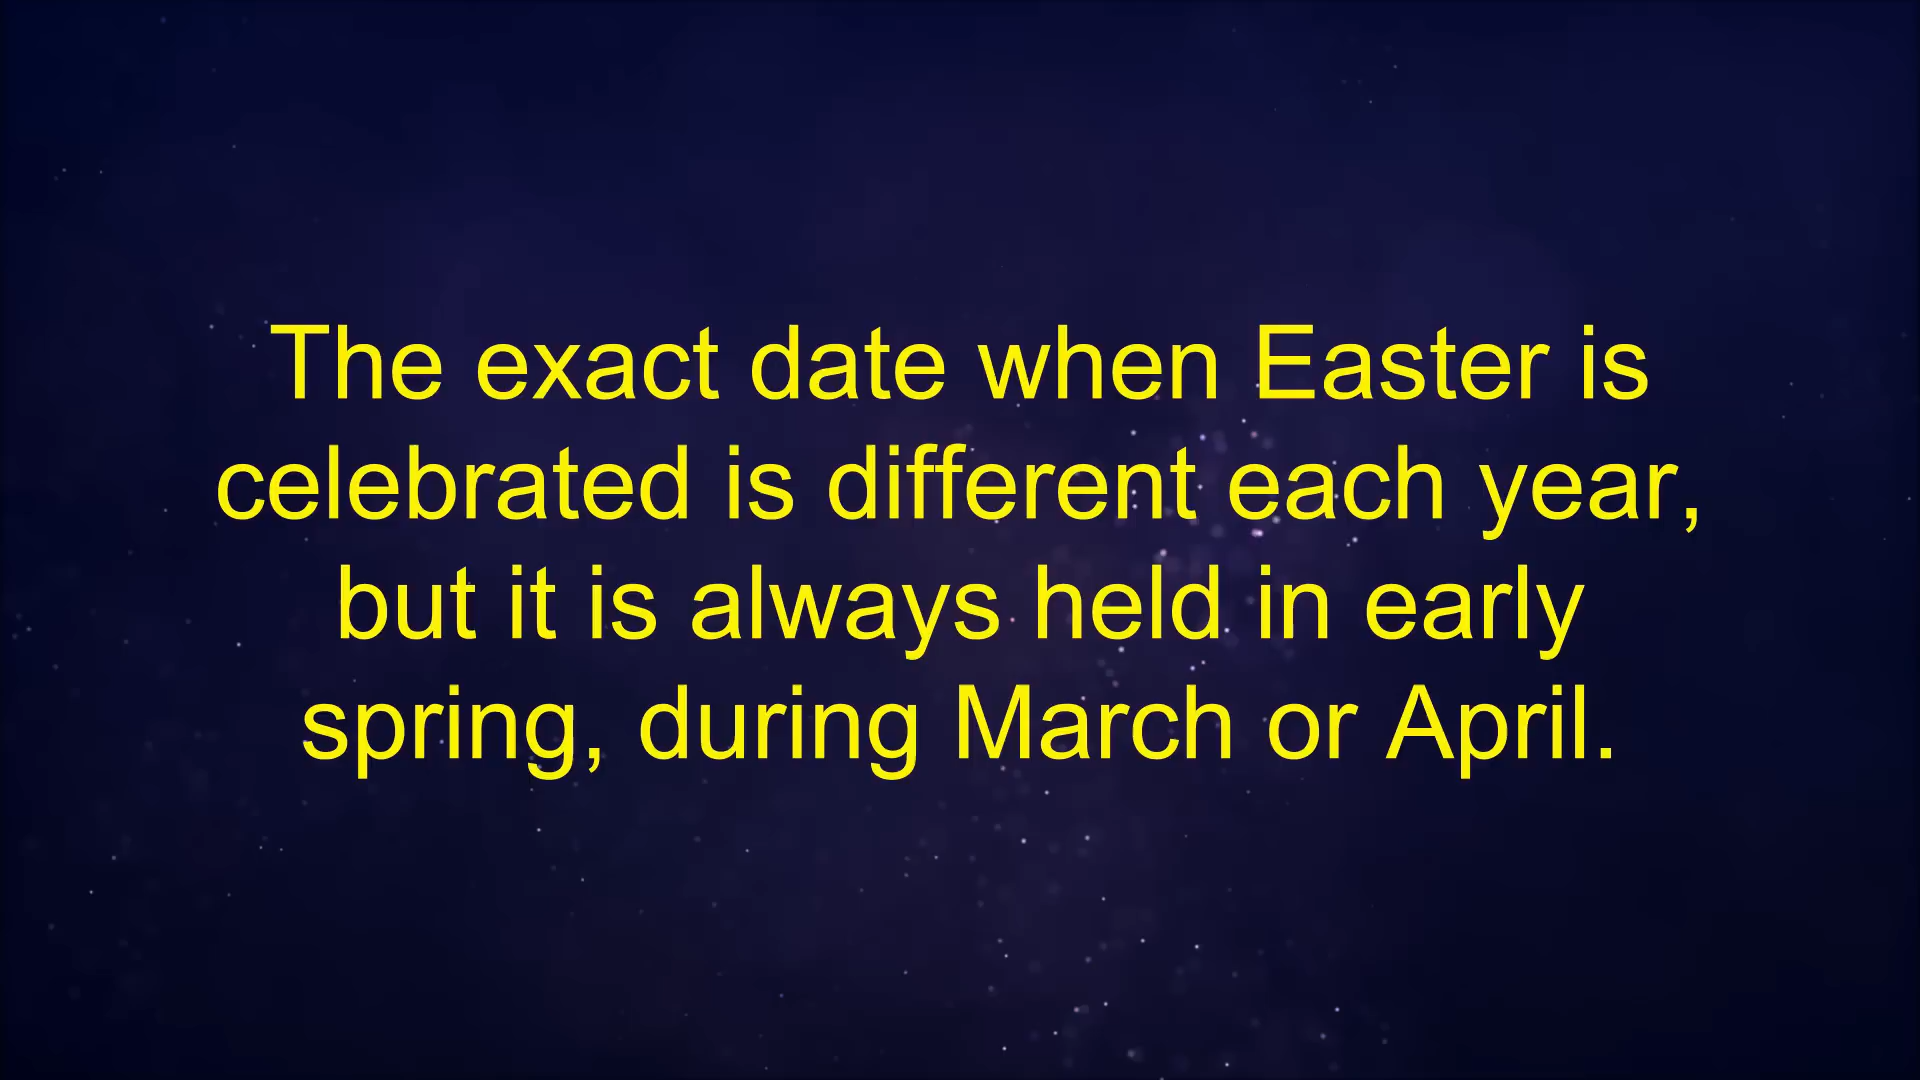 The exact date when Easter is
celebrated is different each year,
but it is always held in early
spring, during March or April.